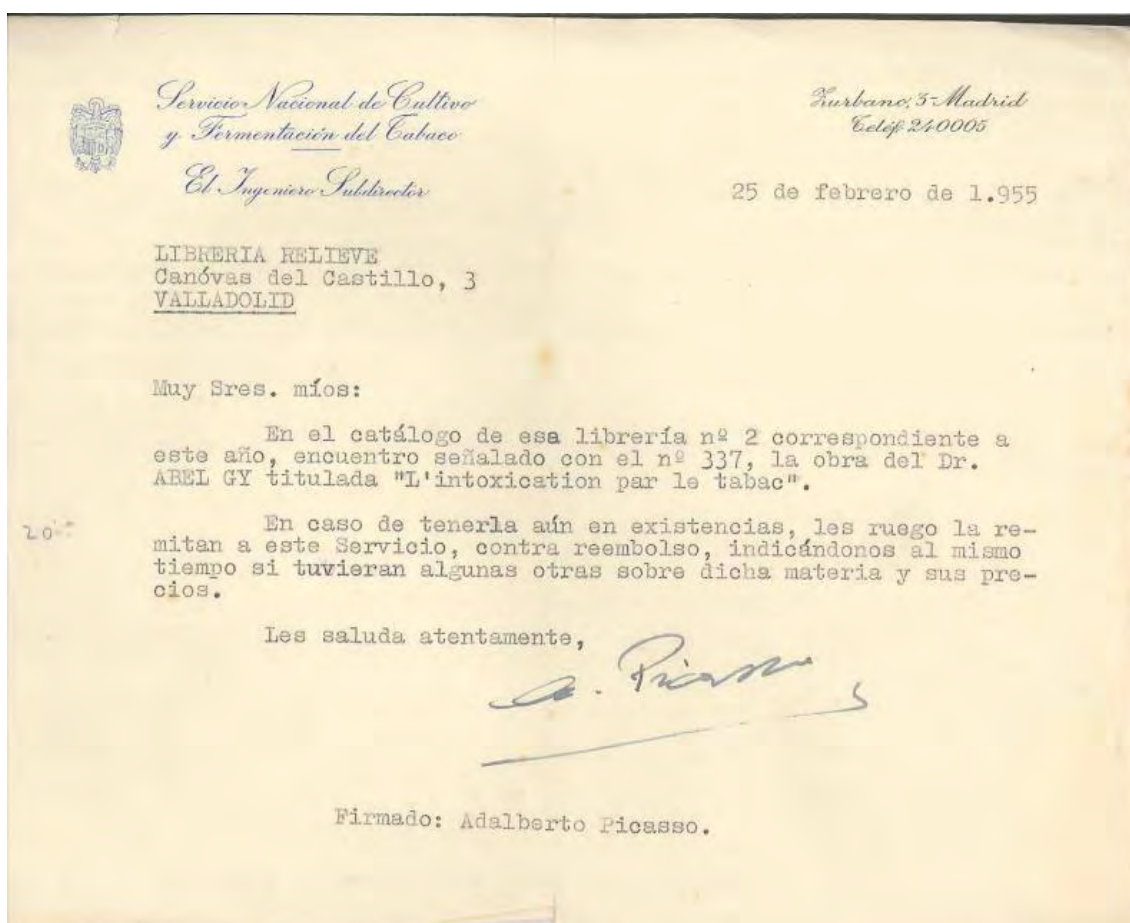 Servicio Nacional de Cultivo
y Fermentación del Tabaco
El Ingeniero Subdirector
Zurbano, 3-Madrid
Teléf. 240005
25 de febrero de 1.955
LIBRERIA RELIEVE
Canóvas del Castillo, 3
VALLADOLID
Muy Sres. míos:
En el catálogo de esa librería nº 2 correspondiente a
este año, encuentro señalado con el nº 337, la obra del Dr.
ABEL GY titulada "L'intoxication par le tabac".
En caso de tenerla aún en existencias, les ruego la re-
mitan a este Servicio, contra reembolso, indicándonos al mismo
tiempo si tuvieran algunas otras sobre dicha materia y sus pre-
cios.
20
Les saluda atentamente,
A. Picasso
Firmado: Adalberto Picasso.